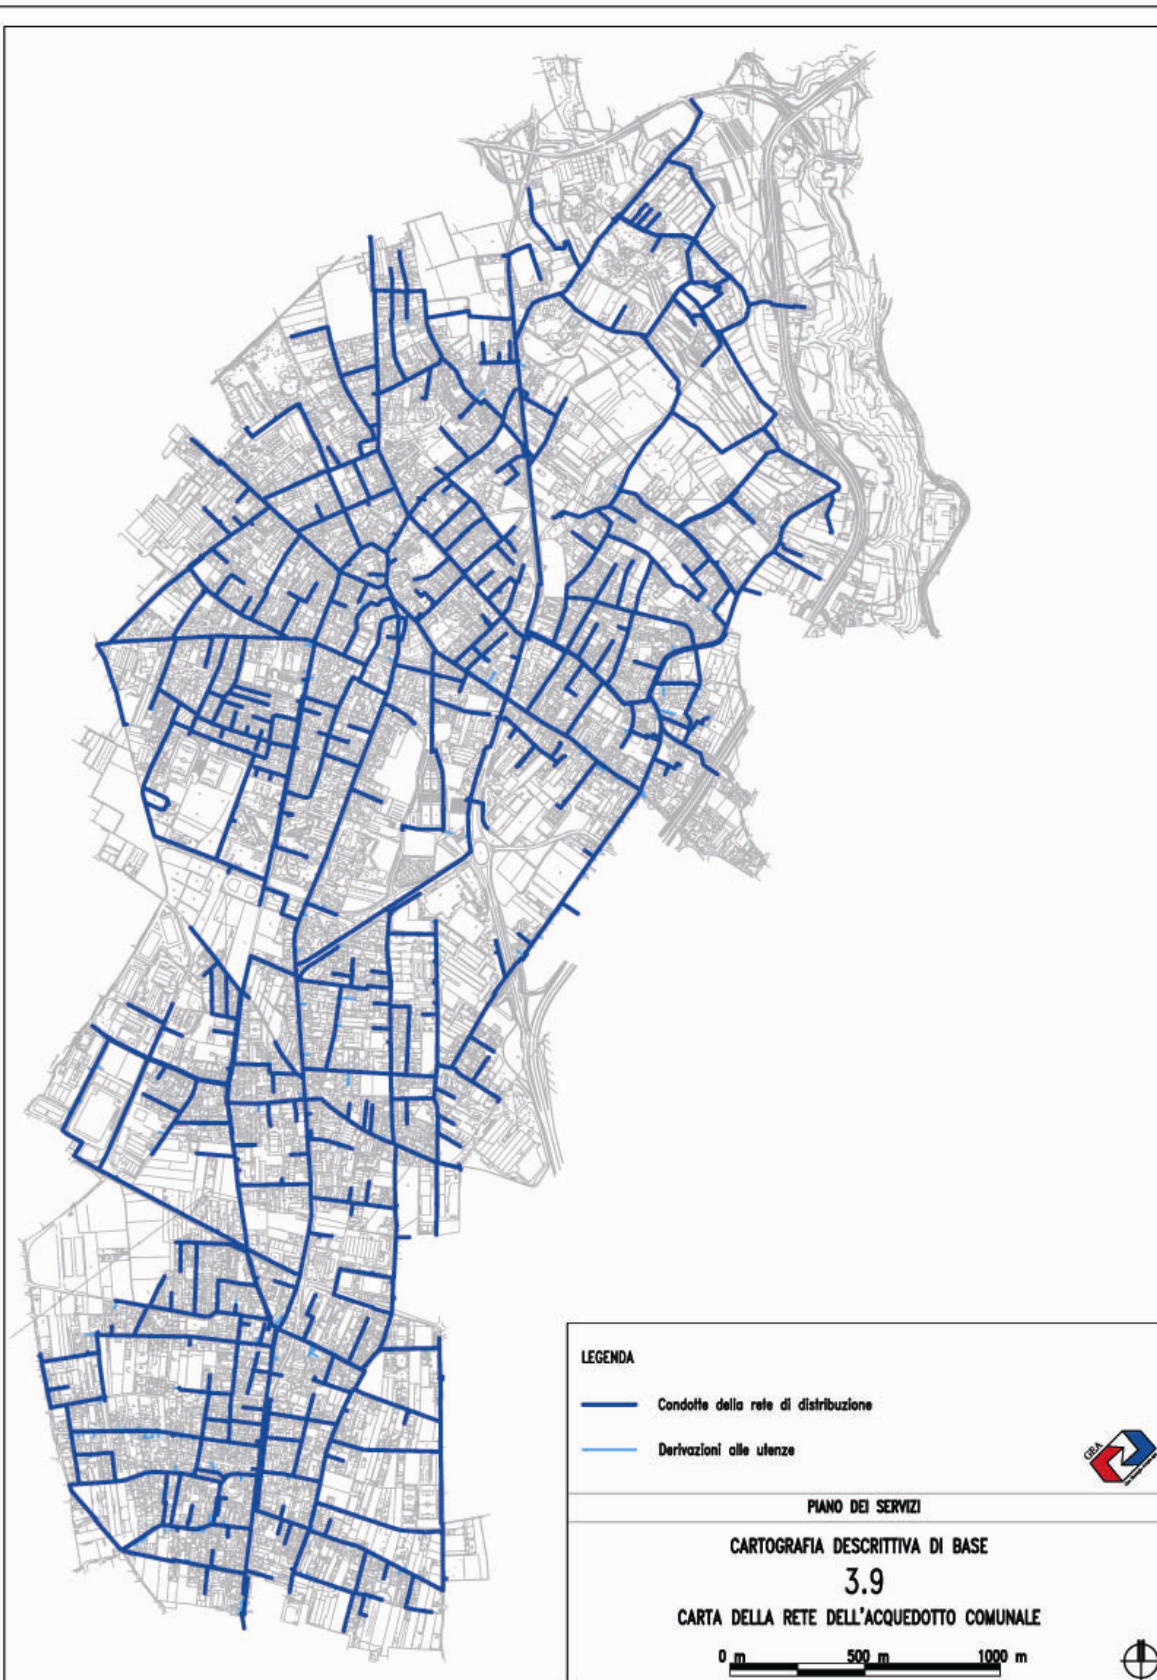 LEGENDA
Condotte della rete di distribuzione
Derivazioni alle utenze
GEA
PIANO DEI SERVIZI
CARTOGRAFIA DESCRITTIVA DI BASE
3.9
CARTA DELLA RETE DELL'ACQUEDOTTO COMUNALE
0 m 500 m 1000 m